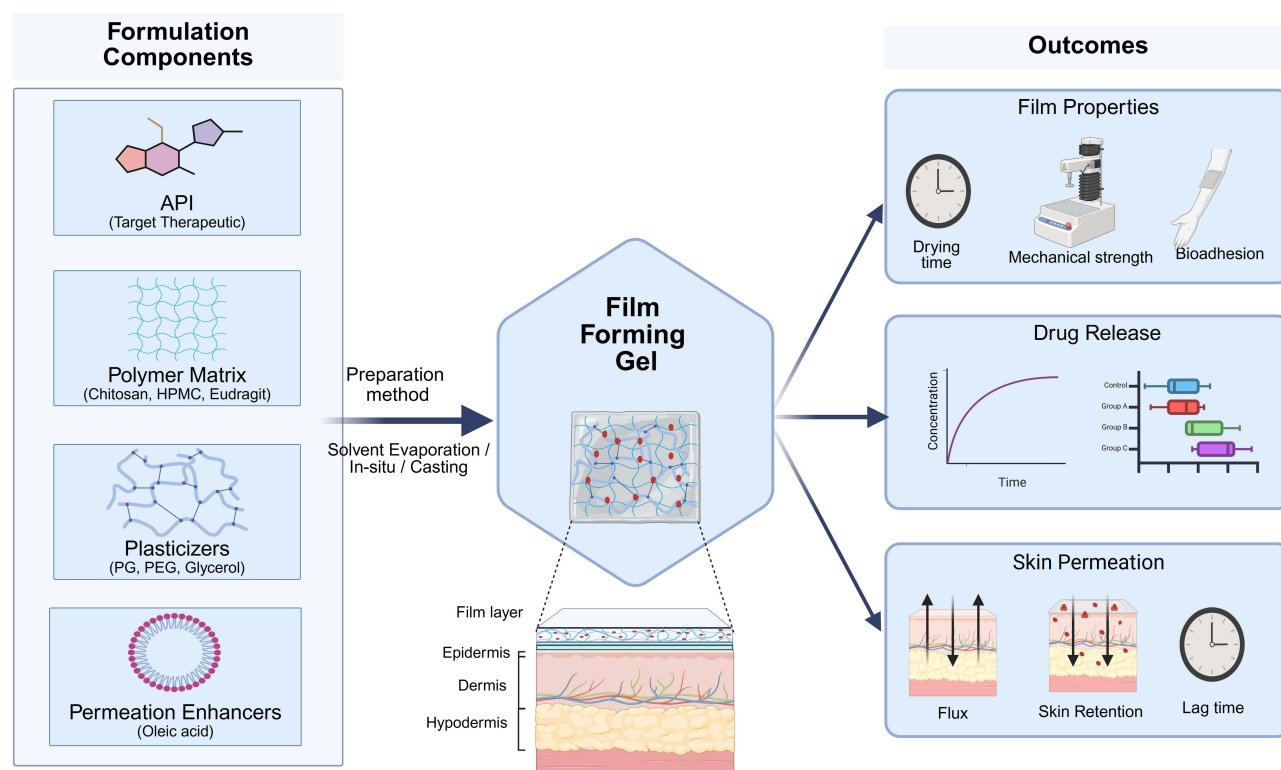 Formulation
Components
API
(Target Therapeutic)
Polymer Matrix
(Chitosan, HPMC, Eudragit)
Plasticizers
(PG, PEG, Glycerol)
Permeation Enhancers
(Oleic acid)
Preparation
method
Solvent Evaporation /
In-situ / Casting
Film
Forming
Gel
Film layer
Epidermis
Dermis
Hypodermis
Outcomes
Film Properties
Drying
time
Mechanical strength
Bioadhesion
Drug Release
Concentration
Time
Control
Group A
Group B
Group C
Skin Permeation
Flux
Skin Retention
Lag time